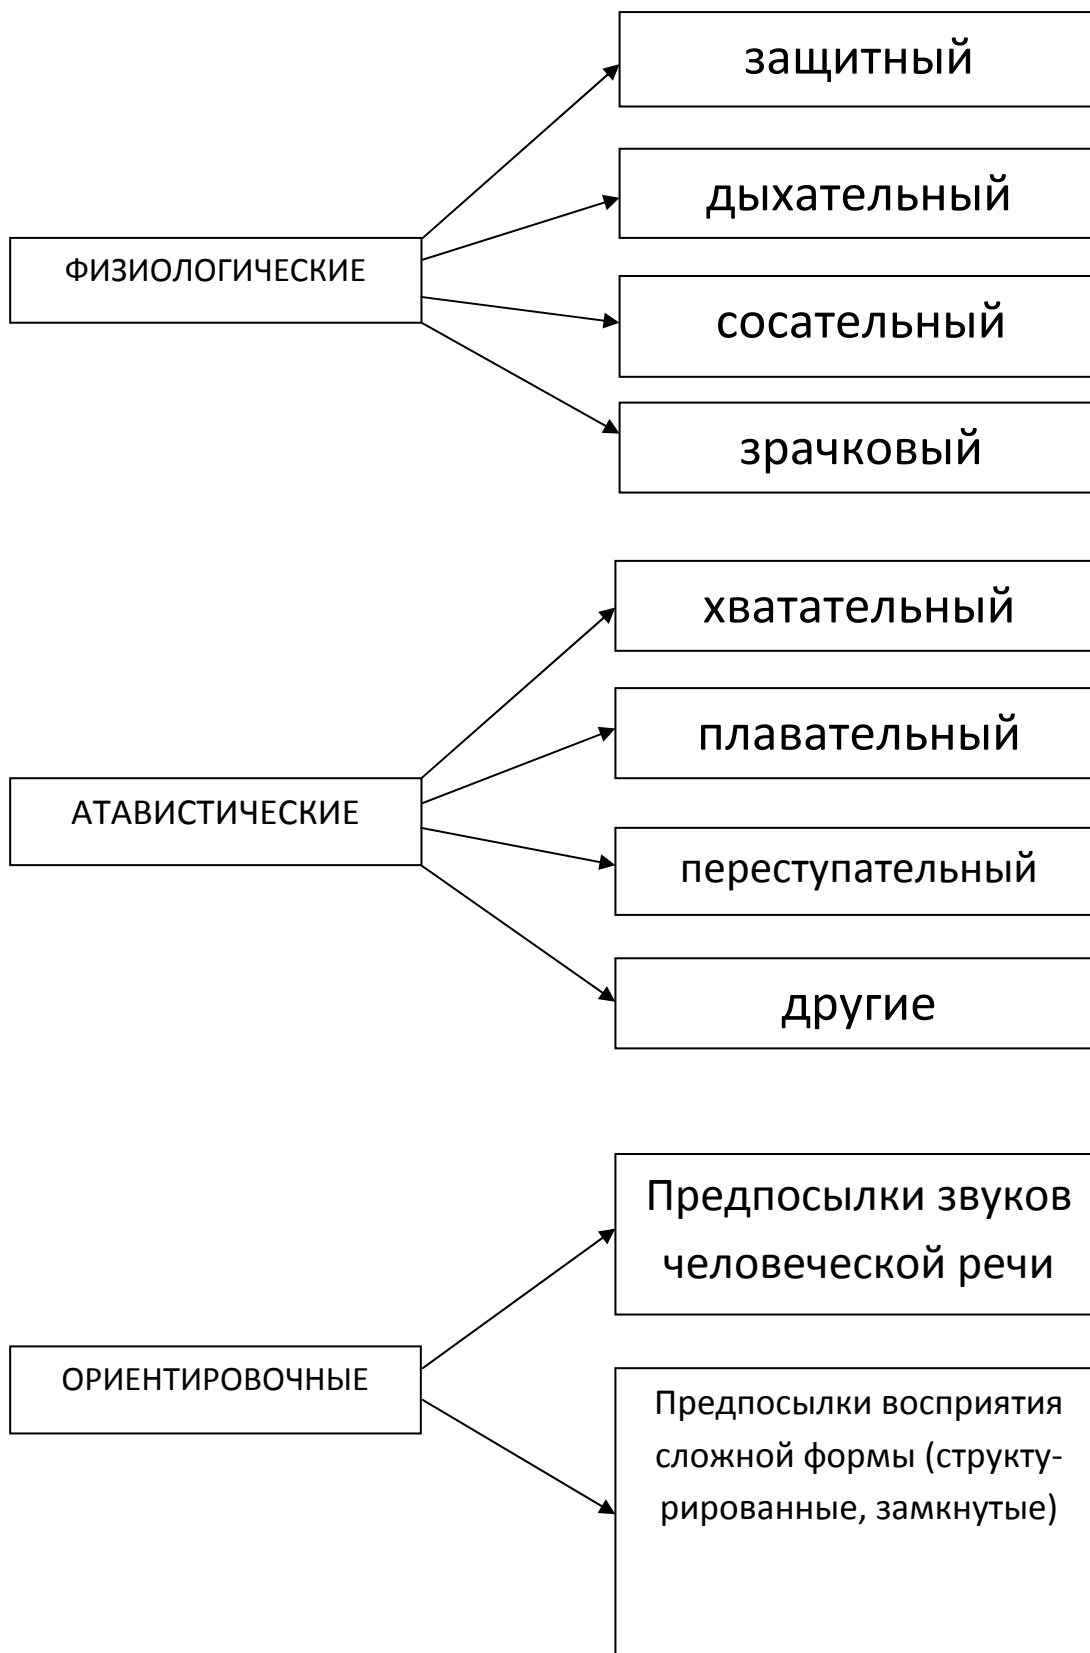 защитный
дыхательный
ФИЗИОЛОГИЧЕСКИЕ
сосательный
зрачковый
хватательный
плавательный
АТАВИСТИЧЕСКИЕ
переступательный
другие
Предпосылки звуков
человеческой речи
ОРИЕНТИРОВОЧНЫЕ
Предпосылки восприятия
сложной формы (структу-
рированные, замкнутые)